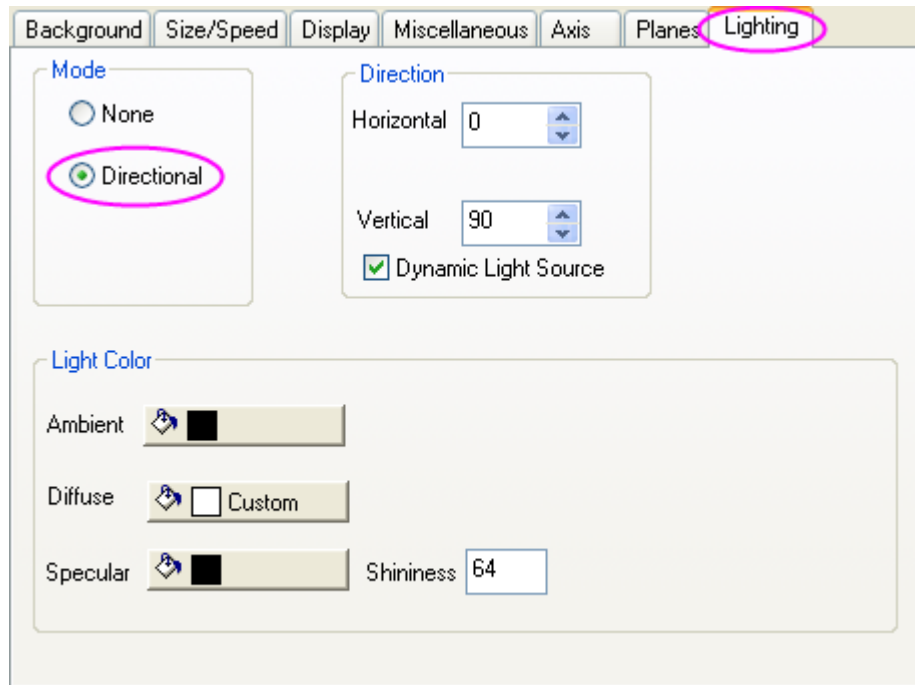 Background Size/Speed Display Miscellaneous Axis Planes Lighting
Mode
None
Directional
Direction
Horizontal 0
Vertical 90
Dynamic Light Source
Light Color
Ambient
Diffuse Custom
Specular Shininess 64